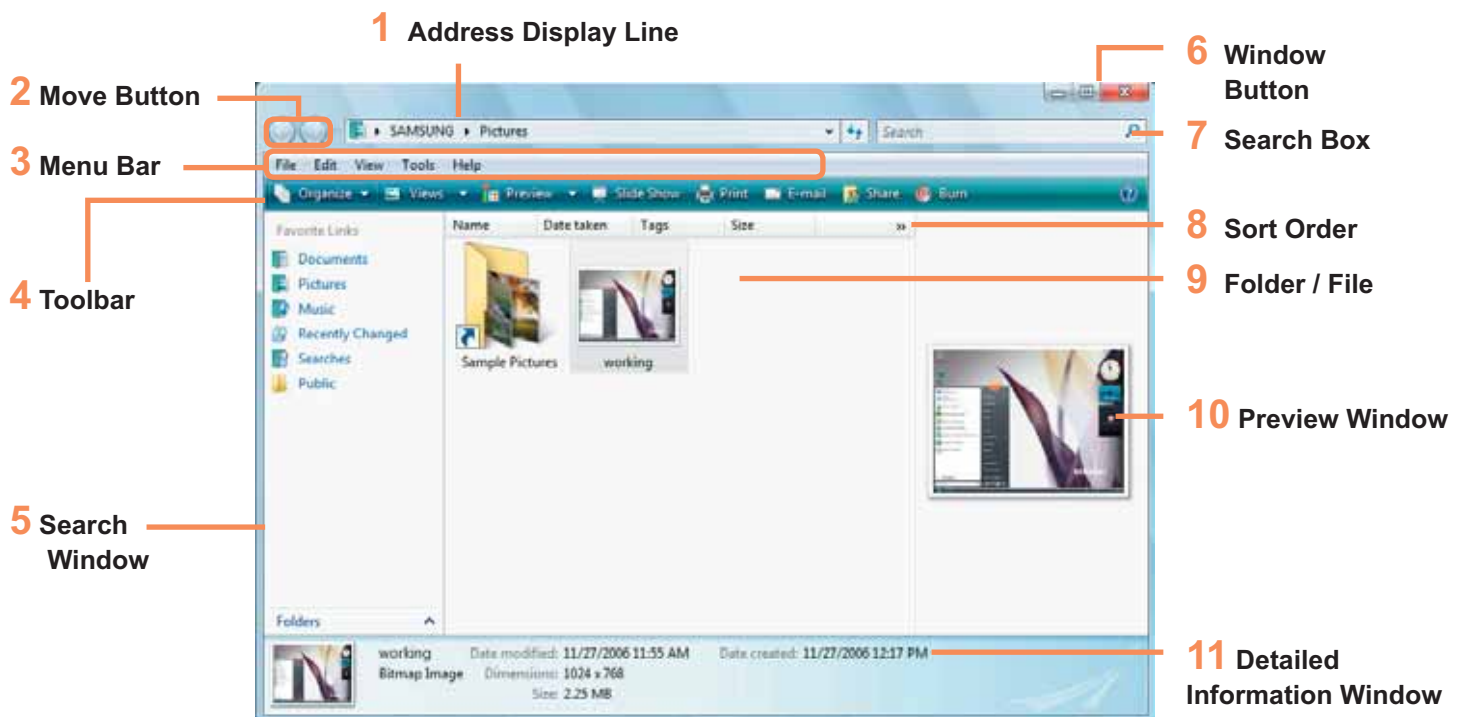 1 Address Display Line
2 Move Button
3 Menu Bar
4 Toolbar
5 Search
Window
6 Window
Button
7 Search Box
8 Sort Order
9 Folder / File
10 Preview Window
11 Detailed
Information Window
SAMSUNG Pictures
Search
File Edit View Tools Help
Organize Views Preview Slide Show Print E-mail Share Burn
Favorite Links
Documents
Pictures
Music
Recently Changed
Searches
Public
Folders
Name Date taken Tags Size »
Sample Pictures working
working Date modified: 11/27/2006 11:55 AM Date created: 11/27/2006 12:17 PM
Bitmap Image Dimensions: 1024 x 768
Size: 2.25 MB